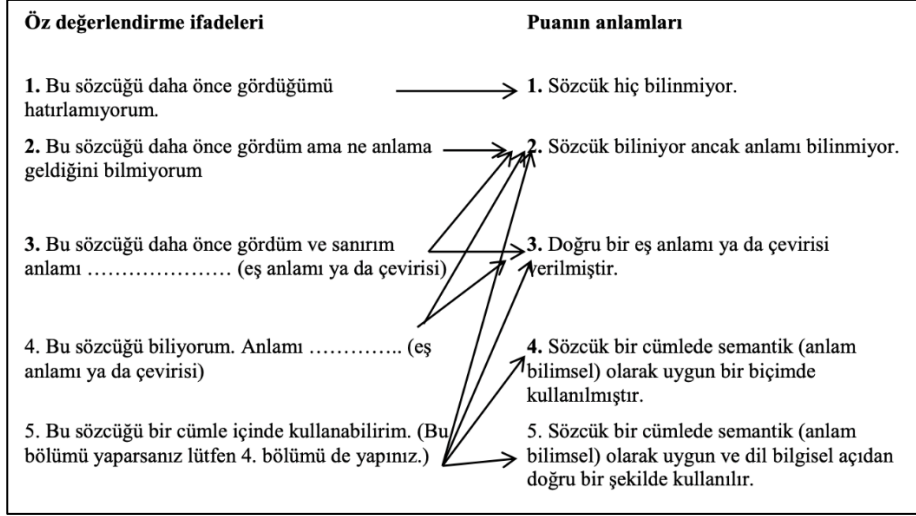 Öz değerlendirme ifadeleri
Puanın anlamları
1. Bu sözcüğü daha önce gördüğümü
hatırlamıyorum.
1. Sözcük hiç bilinmiyor.
2. Bu sözcüğü daha önce gördüm ama ne anlama
geldiğini bilmiyorum
2. Sözcük biliniyor ancak anlamı bilinmiyor.
3. Bu sözcüğü daha önce gördüm ve sanırım
anlamı ………………… (eş anlamı ya da çevirisi)
3. Doğru bir eş anlamı ya da çevirisi
verilmiştir.
4. Bu sözcüğü biliyorum. Anlamı ………….. (eş
anlamı ya da çevirisi)
4. Sözcük bir cümlede semantik (anlam
bilimsel) olarak uygun bir biçimde
kullanılmıştır.
5. Bu sözcüğü bir cümle içinde kullanabilirim. (Bu
bölümü yaparsanız lütfen 4. bölümü de yapınız.)
5. Sözcük bir cümlede semantik (anlam
bilimsel) olarak uygun ve dil bilgisel açıdan
doğru bir şekilde kullanılır.